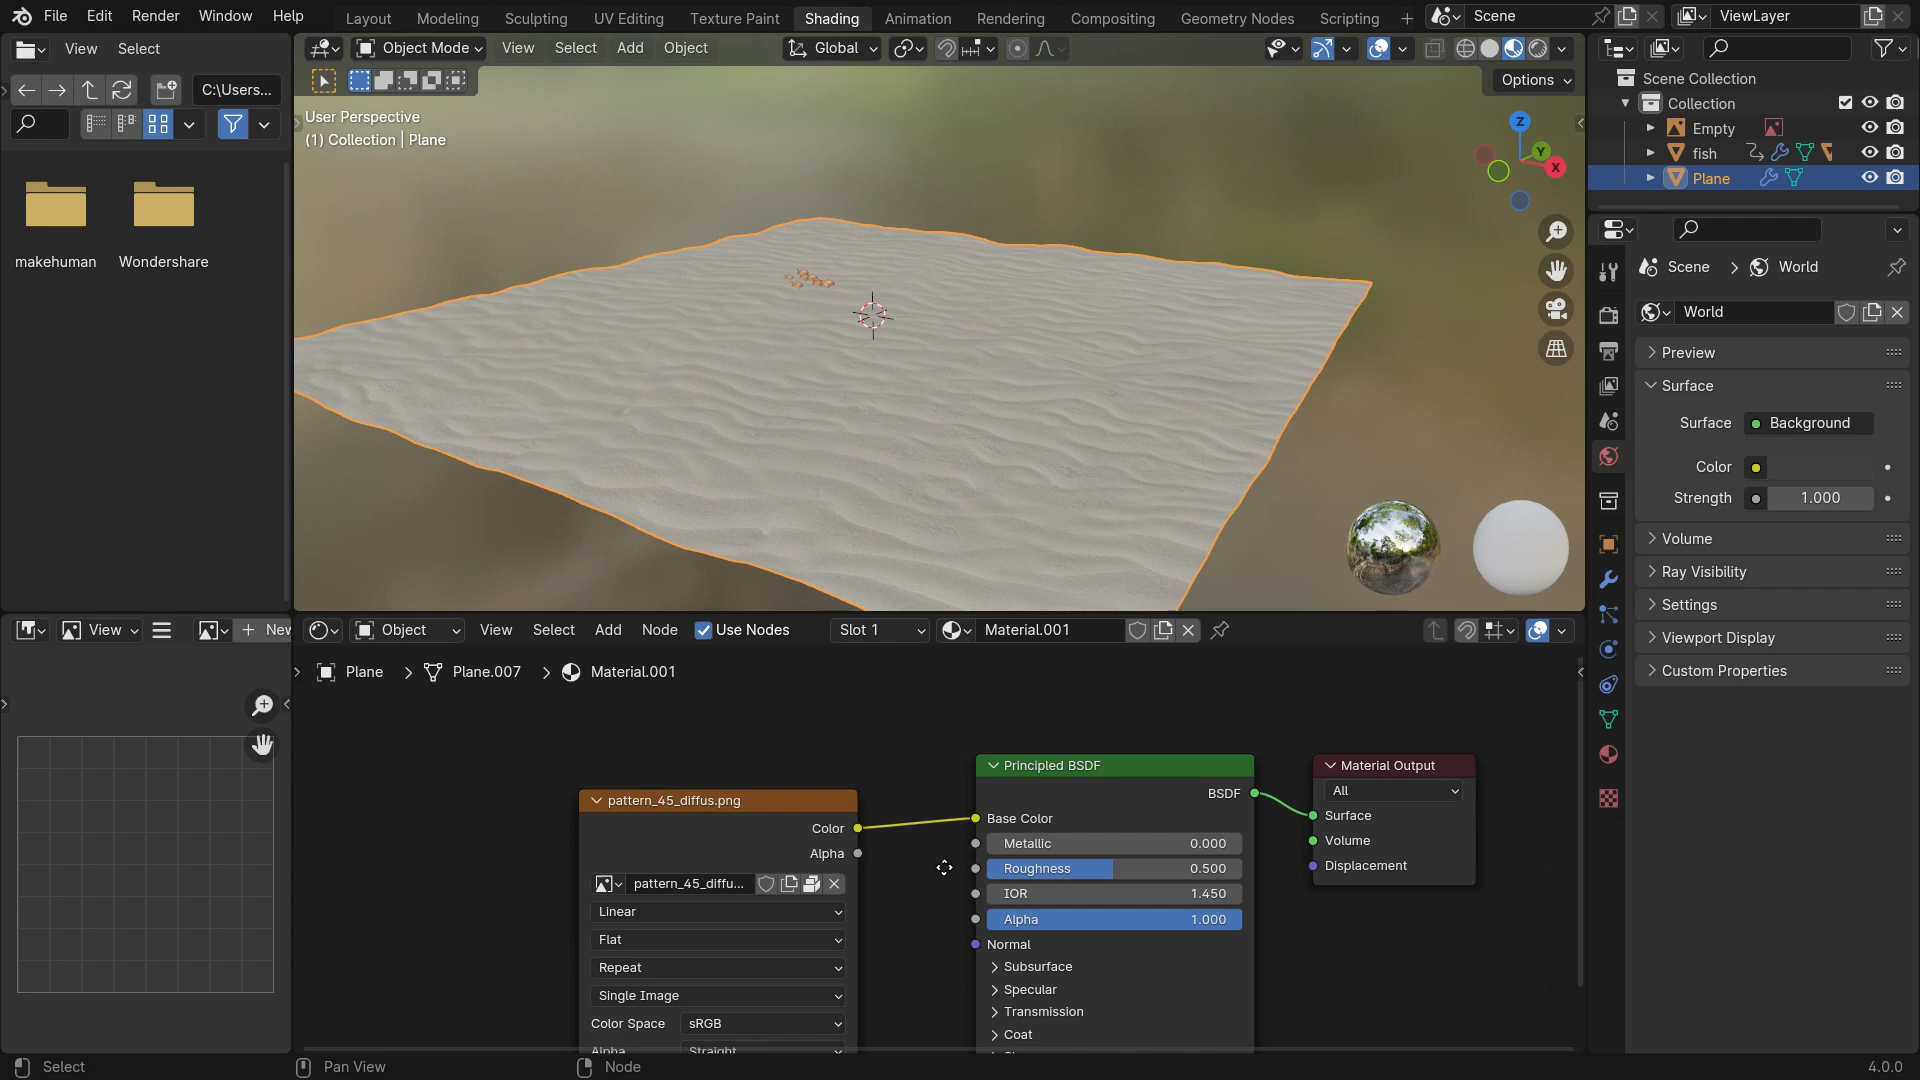 File Edit Render Window Help Layout Modeling Sculpting UV Editing Texture Paint Shading Animation Rendering Compositing Geometry Nodes Scripting + Scene ViewLayer
View Select
Object Mode View Select Add Object Global
C:\Users...
Options
makehuman Wondershare
User Perspective
(1) Collection | Plane
Z
Y
X
Scene Collection
Collection
Empty
fish
Plane
Scene > World
World
Preview
Surface
Surface Background
Color
Strength 1.000
Volume
Ray Visibility
Settings
Viewport Display
Custom Properties
View + New
Object View Select Add Node Use Nodes Slot 1 Material.001
Plane > Plane.007 > Material.001
pattern_45_diffus.png
Color
Alpha
pattern_45_diffu...
Linear
Flat
Repeat
Single Image
Color Space sRGB
Alpha Straight
Principled BSDF
BSDF
Base Color
Metallic 0.000
Roughness 0.500
IOR 1.450
Alpha 1.000
Normal
Subsurface
Specular
Transmission
Coat
Material Output
All
Surface
Volume
Displacement
Select Pan View Node 4.0.0